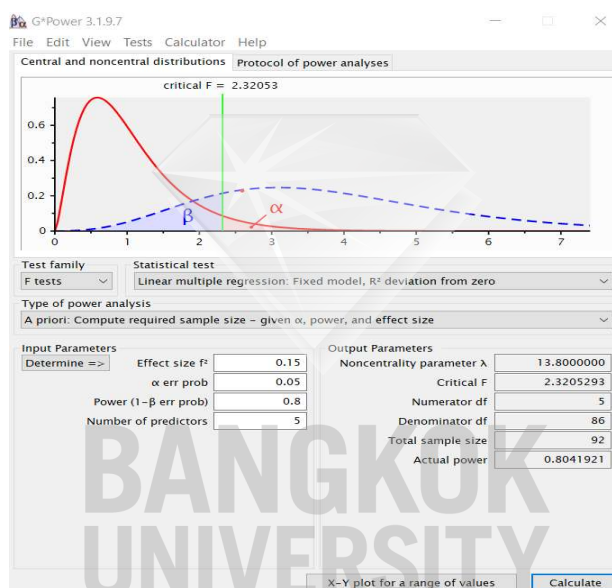 G*Power 3.1.9.7
File Edit View Tests Calculator Help
Central and noncentral distributions Protocol of power analyses
critical F = 2.32053
0.6
0.4
0.2
0
β
α
0 1 2 3 4 5 6 7
Test family Statistical test
F tests Linear multiple regression: Fixed model, R² deviation from zero
Type of power analysis
A priori: Compute required sample size – given α, power, and effect size
Input Parameters Output Parameters
Determine => Effect size f² 0.15 Noncentrality parameter λ 13.8000000
α err prob 0.05 Critical F 2.3205293
Power (1-β err prob) 0.8 Numerator df 5
Number of predictors 5 Denominator df 86
Total sample size 92
Actual power 0.8041921
BANGKOK
UNIVERSITY
X-Y plot for a range of values Calculate